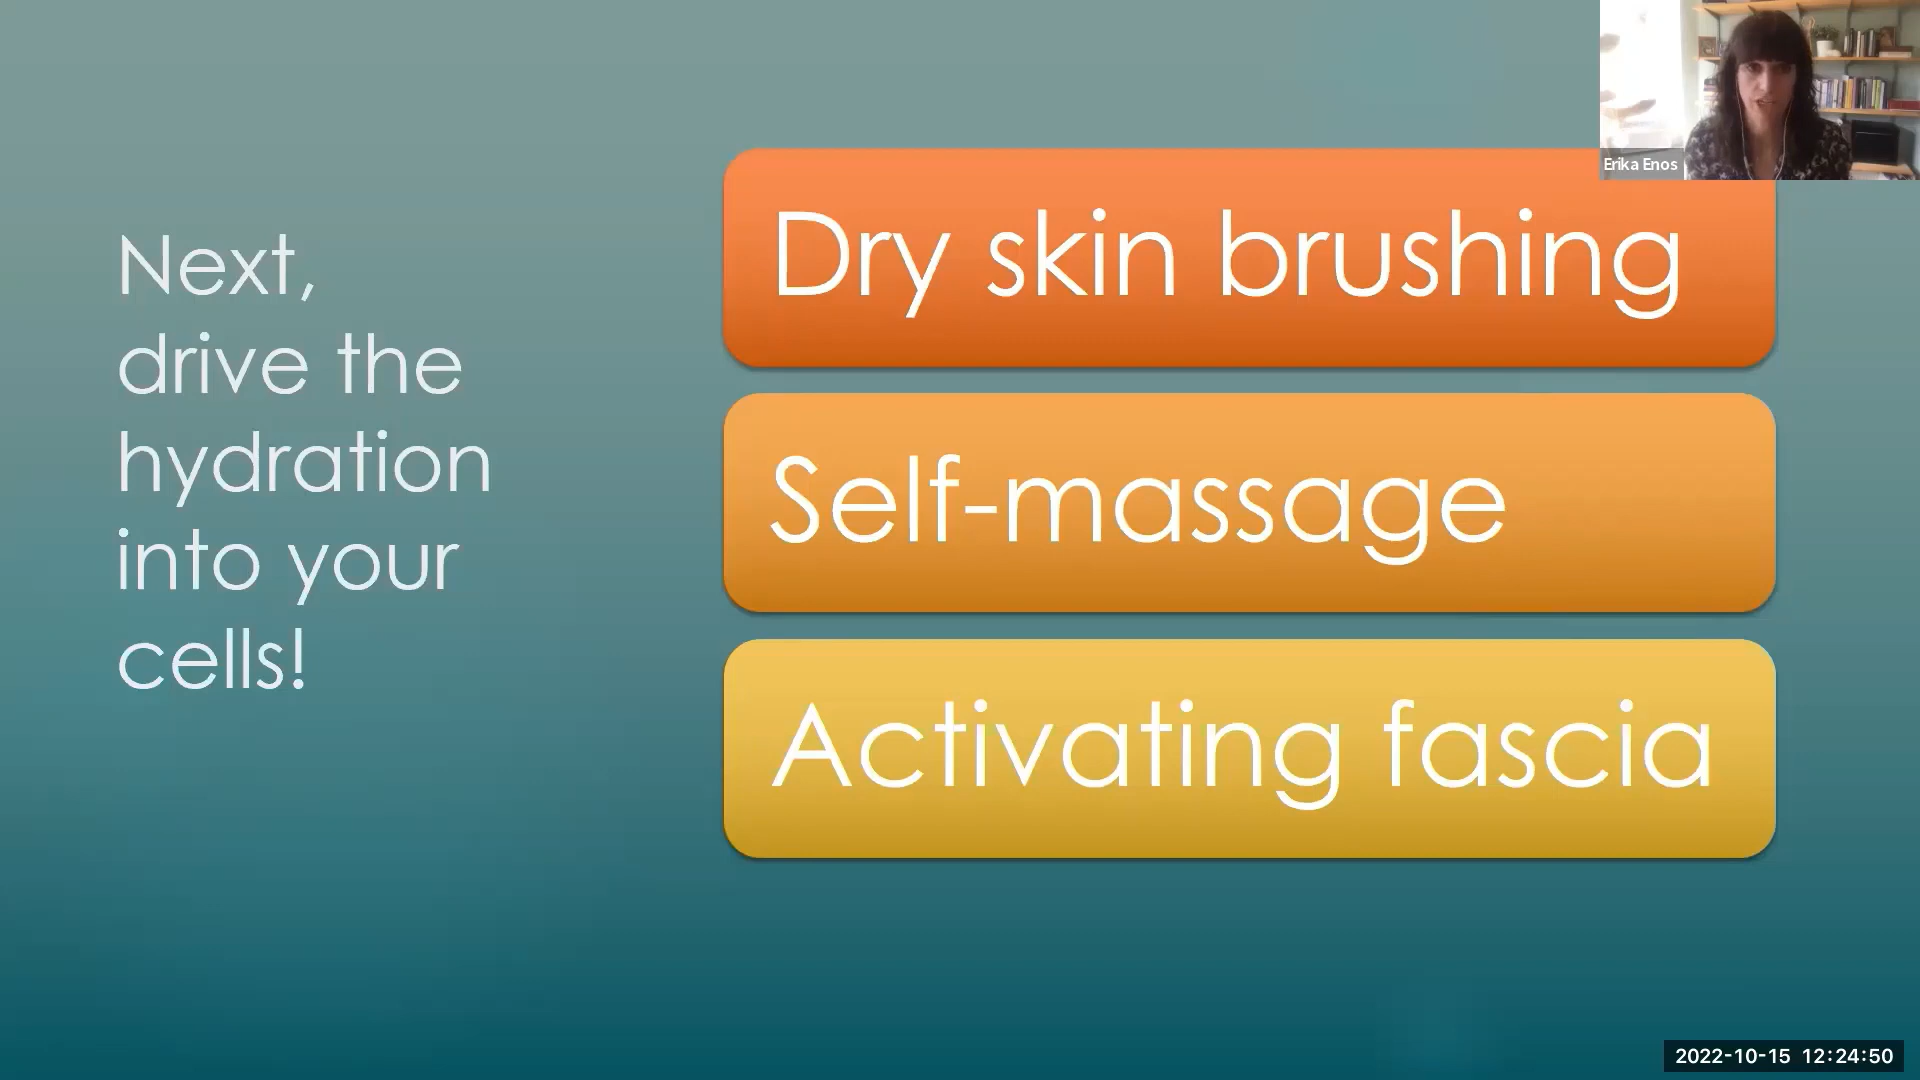 Next,
drive the
hydration
into your
cells!
Dry skin brushing
Self-massage
Activating fascia
Erika Enos
2022-10-15 12:24:50